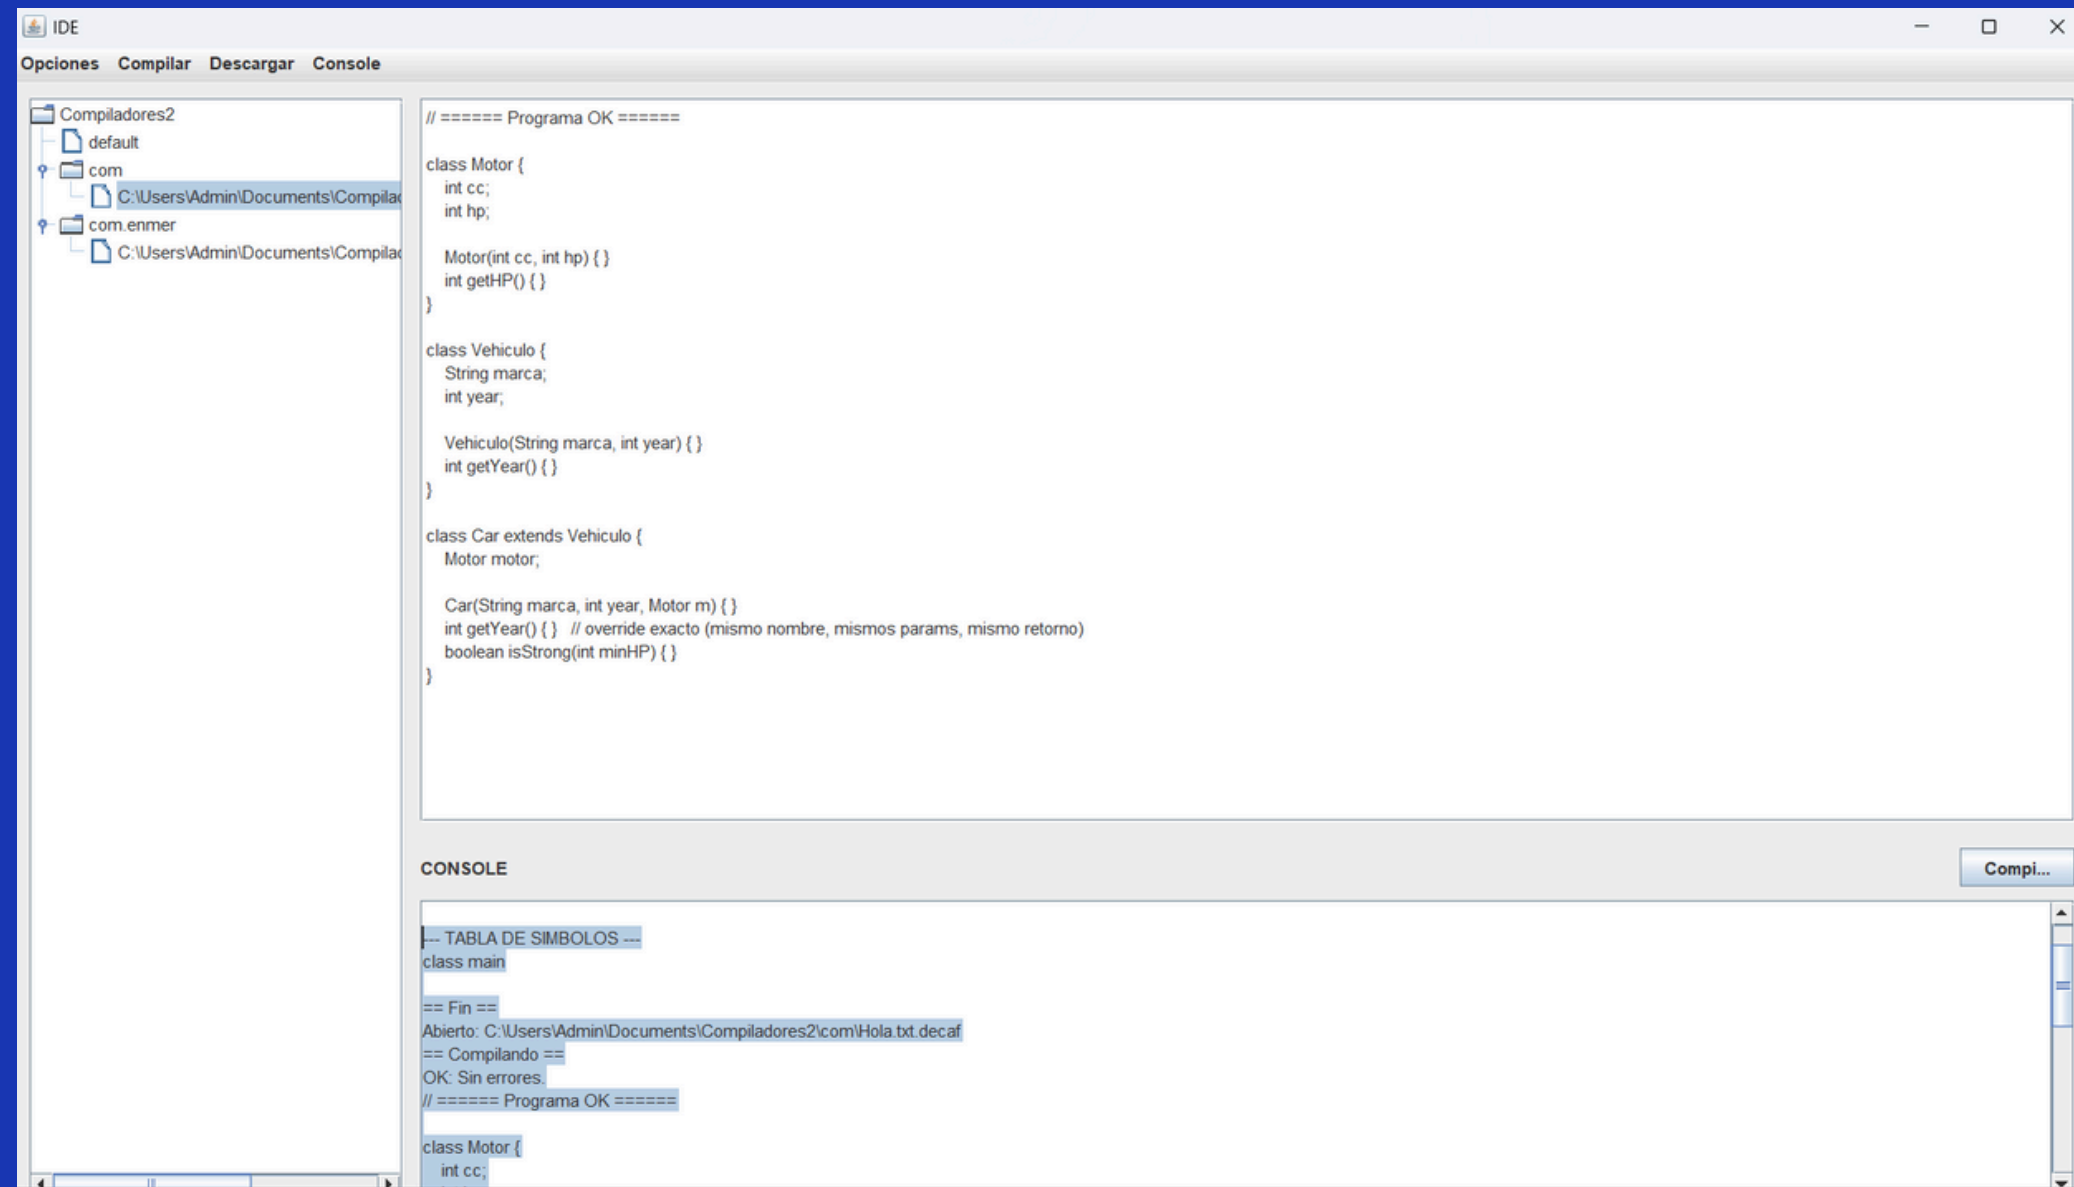 IDE
Opciones Compilar Descargar Console
Compiladores2
default
com
C:\Users\Admin\Documents\Compilac
com.enmer
C:\Users\Admin\Documents\Compilac
// ====== Programa OK ======
class Motor {
int cc;
int hp;
Motor(int cc, int hp) { }
int getHP() { }
}
class Vehiculo {
String marca;
int year;
Vehiculo(String marca, int year) { }
int getYear() { }
}
class Car extends Vehiculo {
Motor motor;
Car(String marca, int year, Motor m) { }
int getYear() { } // override exacto (mismo nombre, mismos params, mismo retorno)
boolean isStrong(int minHP) { }
}
CONSOLE
Compi...
--- TABLA DE SIMBOLOS ---
class main
== Fin ==
Abierto: C:\Users\Admin\Documents\Compiladores2\com\Hola.txt.decaf
== Compilando ==
OK: Sin errores.
// ====== Programa OK ======
class Motor {
int cc;